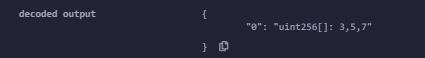 decoded output {
"0": "uint256[]: 3,5,7"
}